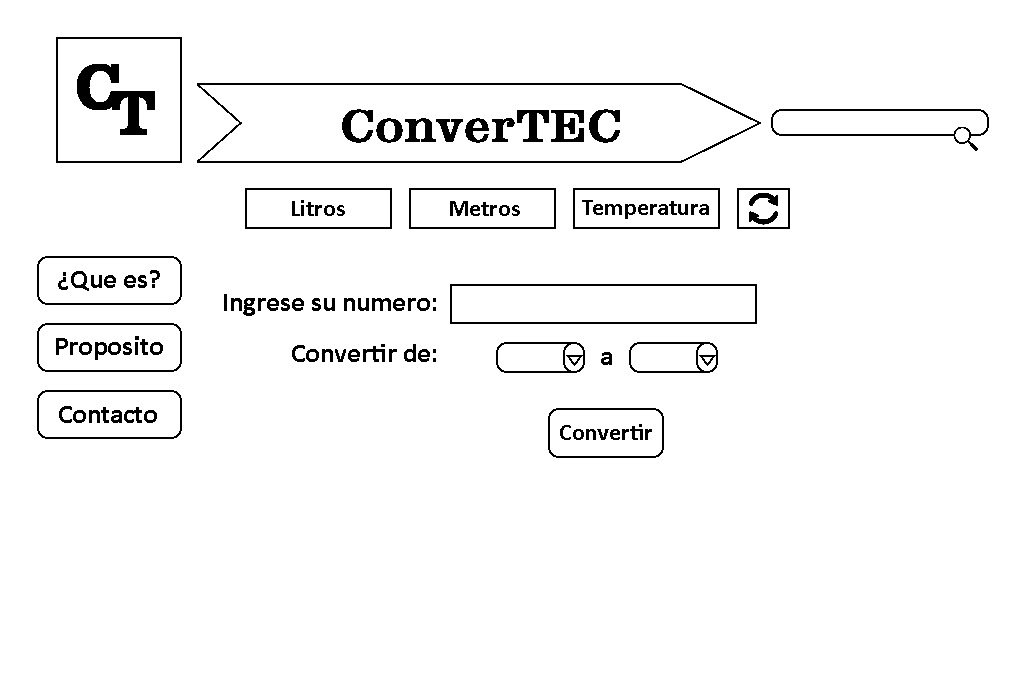 CT
ConverTEC
Litros
Metros
Temperatura
¿Que es?
Proposito
Contacto
Ingrese su numero:
Convertir de:
a
Convertir